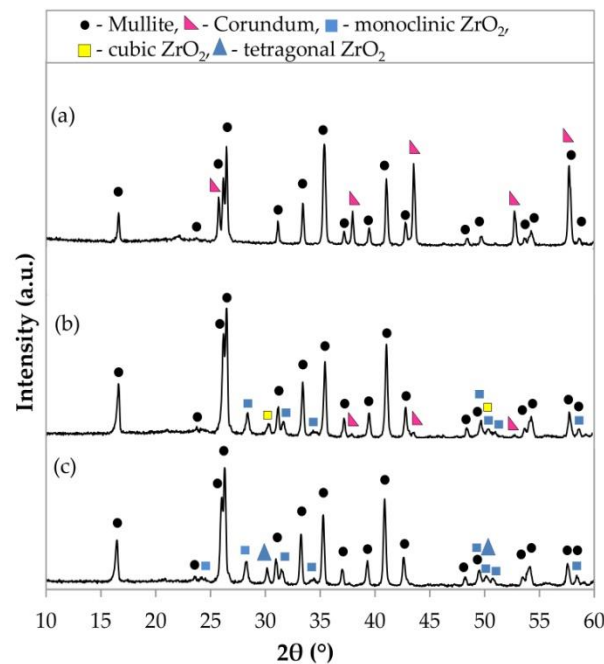 - Mullite, - Corundum, - monoclinic ZrO₂,
- cubic ZrO₂, - tetragonal ZrO₂
(a)
(b)
(c)
Intensity (a.u.)
10 15 20 25 30 35 40 45 50 55 60
2θ (°)